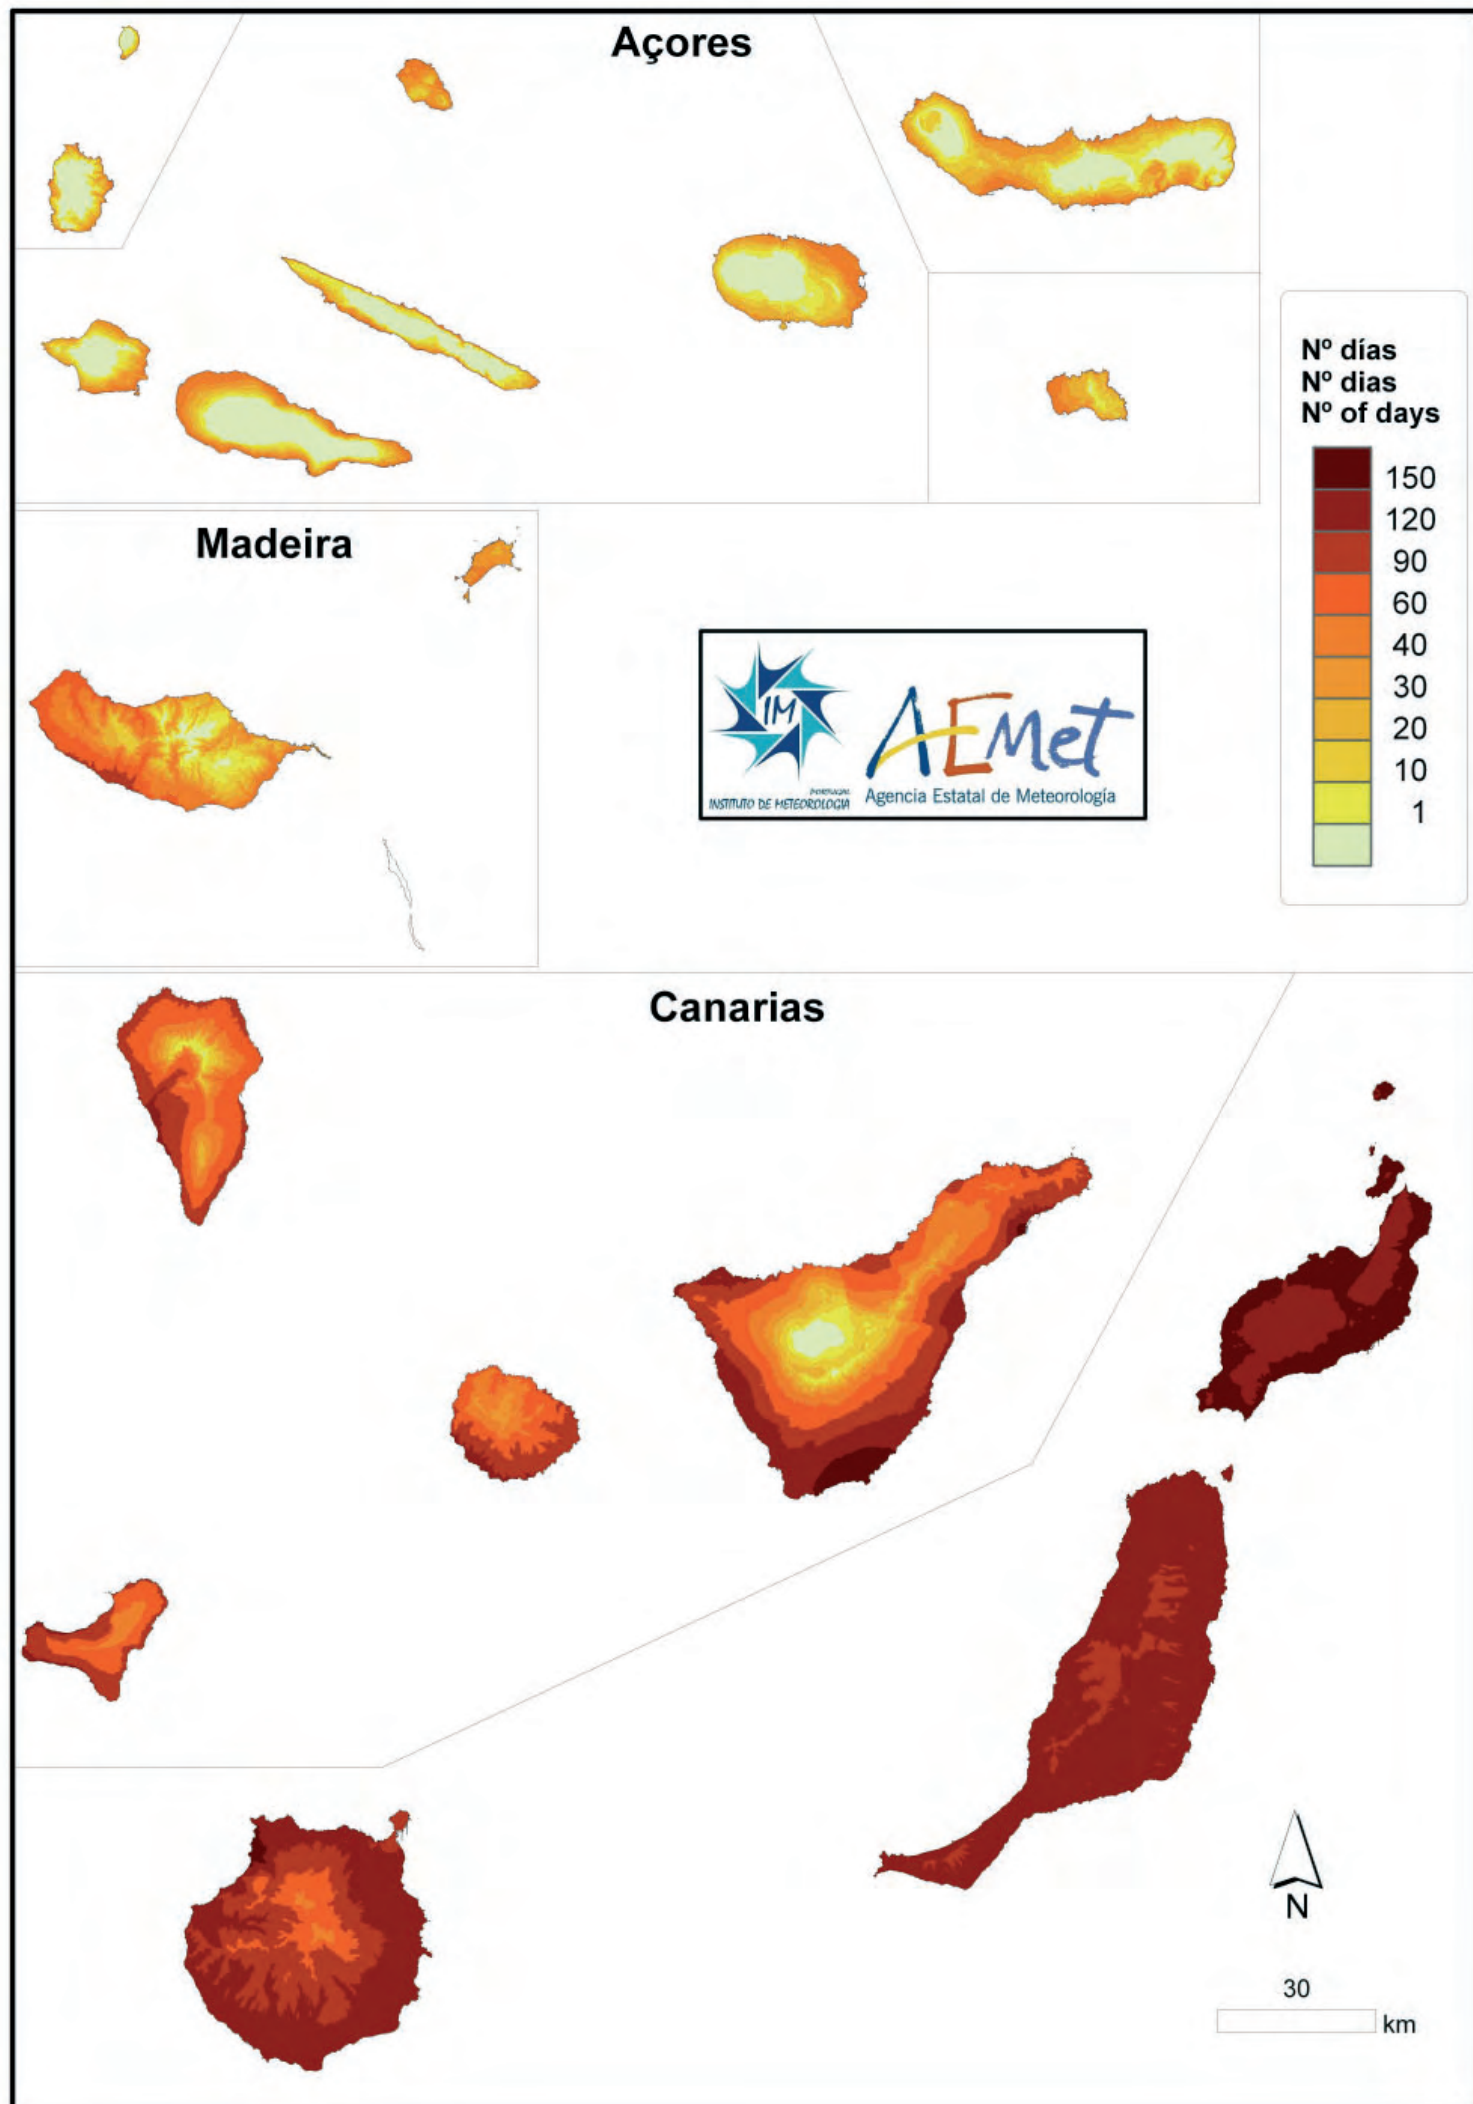 Açores
Nº días
Nº dias
Nº of days
150
120
90
60
40
30
20
10
1
Madeira
IM
PORTUGAL
INSTITUTO DE METEOROLOGIA
AEMet
Agencia Estatal de Meteorología
Canarias
N
30
km